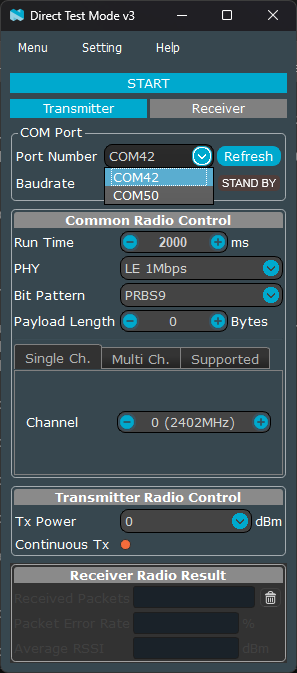 Direct Test Mode v3
Menu Setting Help
START
Transmitter Receiver
COM Port
Port Number COM42 Refresh
COM42
Baudrate STAND BY
COM50
Common Radio Control
Run Time 2000 ms
PHY LE 1Mbps
Bit Pattern PRBS9
Payload Length 0 Bytes
Single Ch. Multi Ch. Supported
Channel 0 (2402MHz)
Transmitter Radio Control
Tx Power 0 dBm
Continuous Tx
Receiver Radio Result
Received Packets
Packet Error Rate %
Average RSSI dBm